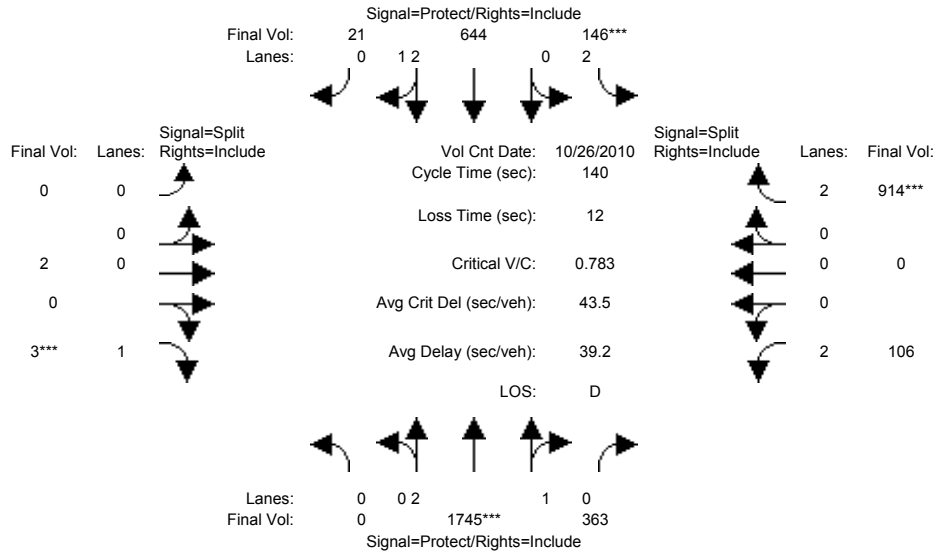 Signal=Protect/Rights=Include
Final Vol: 21 644 146***
Lanes: 0 1 2 0 2
Signal=Split
Final Vol: Lanes: Rights=Include
Vol Cnt Date: 10/26/2010
Signal=Split
Rights=Include Lanes: Final Vol:
Cycle Time (sec): 140
0 0
2 914***
Loss Time (sec): 12
0
0
2 0
Critical V/C: 0.783
0 0
0
Avg Crit Del (sec/veh): 43.5
0
3*** 1
Avg Delay (sec/veh): 39.2
2 106
LOS: D
Lanes: 0 0 2 1 0
Final Vol: 0 1745*** 363
Signal=Protect/Rights=Include